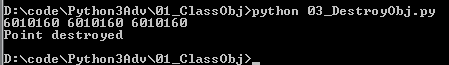 D:\code\Python3Adv\01_ClassObj>python 03_DestroyObj.py
6010160 6010160 6010160
Point destroyed
D:\code\Python3Adv\01_ClassObj>